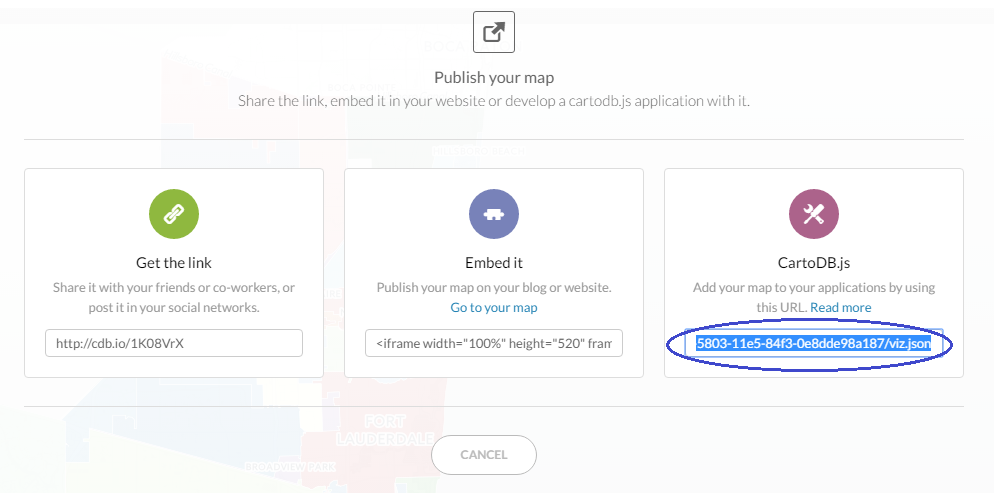 Publish your map
Share the link, embed it in your website or develop a cartodb.js application with it.
Get the link
Share it with your friends or co-workers, or
post it in your social networks.
http://cdb.io/1K08VrX
Embed it
Publish your map on your blog or website.
Go to your map
<iframe width="100%" height="520" fram
CartoDB.js
Add your map to your applications by using
this URL. Read more
5803-11e5-84f3-0e8dde98a187/viz.json
FORT
LAUDERDALE
BROADVIEW PARK
CANCEL